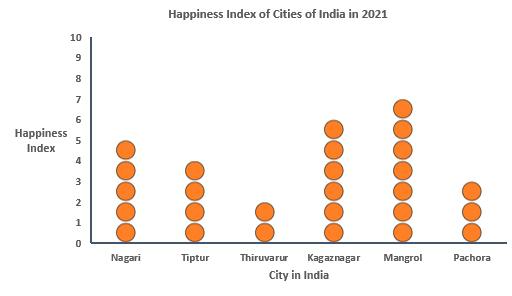 Happiness Index of Cities of India in 2021
10
9
8
7
6
5
4
3
2
1
0
Happiness
Index
Nagari Tiptur Thiruvarur Kagaznagar Mangrol Pachora
City in India